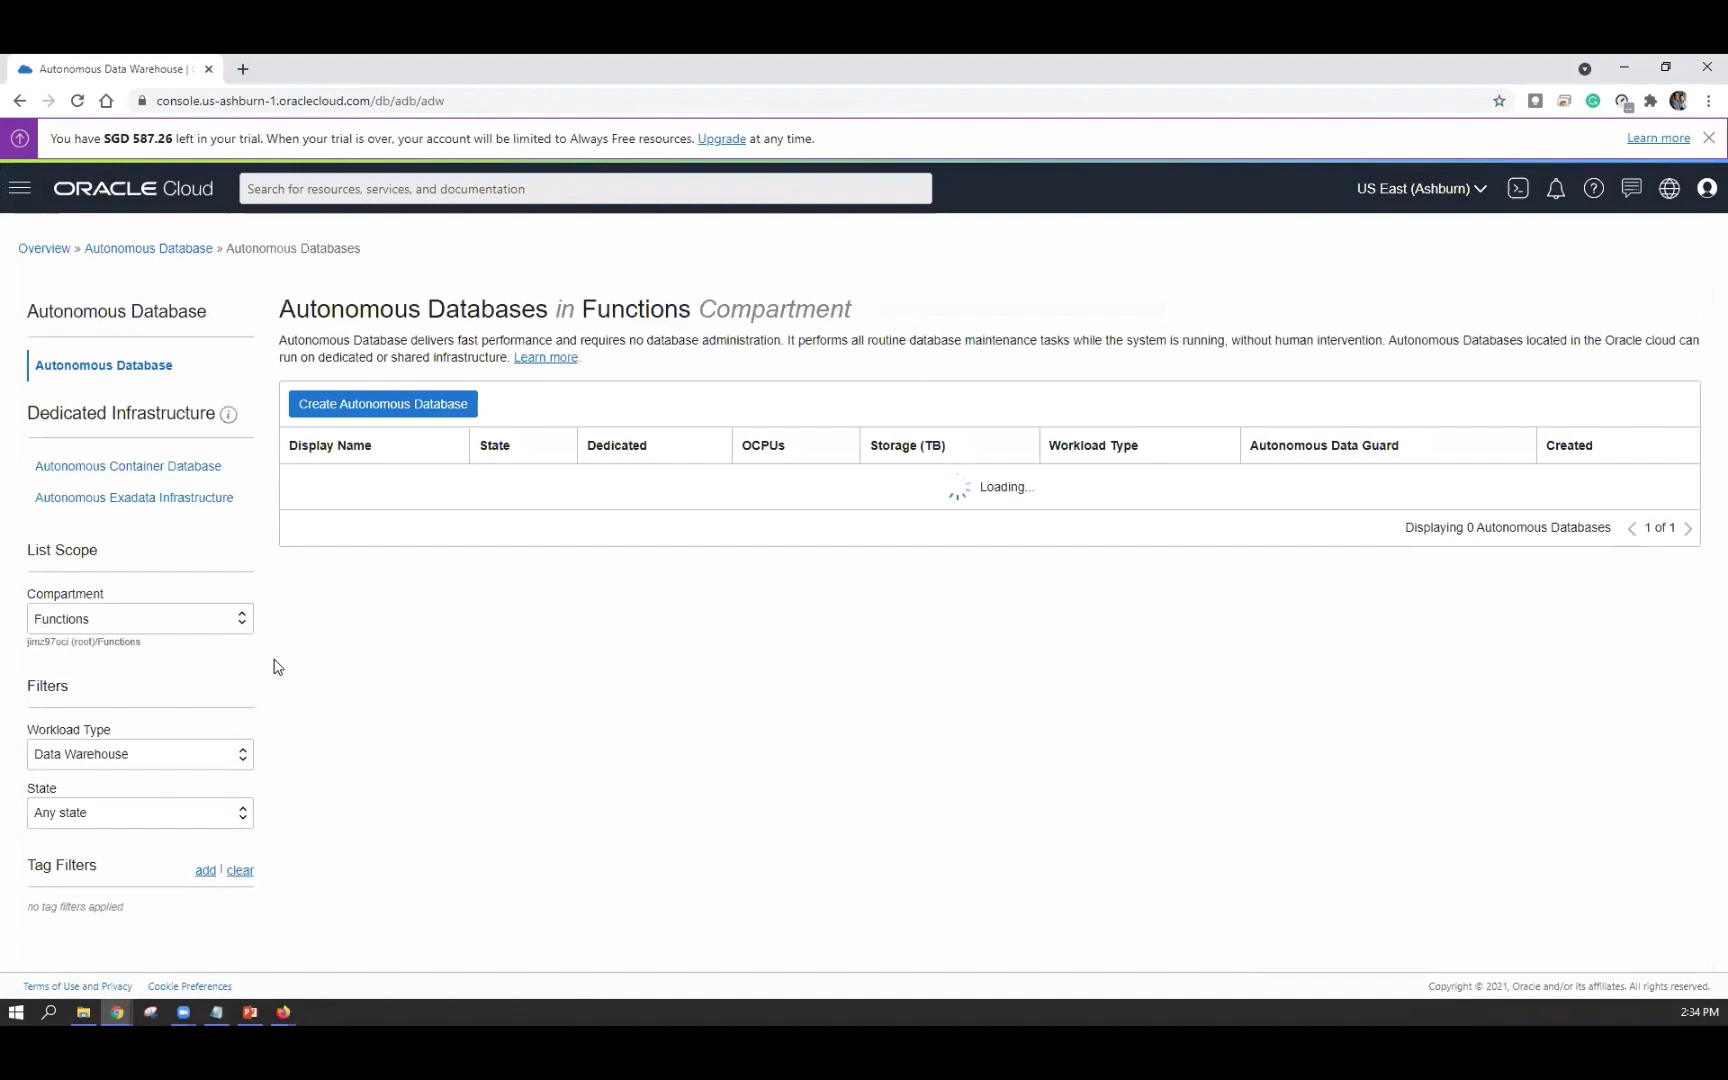 Autonomous Data Warehouse |
console.us-ashburn-1.oraclecloud.com/db/adb/adw
You have SGD 587.26 left in your trial. When your trial is over, your account will be limited to Always Free resources. Upgrade at any time.
Learn more
ORACLE Cloud
Search for resources, services, and documentation
US East (Ashburn)
Overview » Autonomous Database » Autonomous Databases
Autonomous Database
Autonomous Database
Dedicated Infrastructure
Autonomous Container Database
Autonomous Exadata Infrastructure
List Scope
Compartment
Functions
jimz97oci (root)/Functions
Filters
Workload Type
Data Warehouse
State
Any state
Tag Filters
add | clear
no tag filters applied
Autonomous Databases in Functions Compartment
Autonomous Database delivers fast performance and requires no database administration. It performs all routine database maintenance tasks while the system is running, without human intervention. Autonomous Databases located in the Oracle cloud can
run on dedicated or shared infrastructure. Learn more.
Create Autonomous Database
Display Name State Dedicated OCPUs Storage (TB) Workload Type Autonomous Data Guard Created
Loading...
Displaying 0 Autonomous Databases < 1 of 1 >
Terms of Use and Privacy Cookie Preferences
Copyright © 2021, Oracle and/or its affiliates. All rights reserved.
2:34 PM